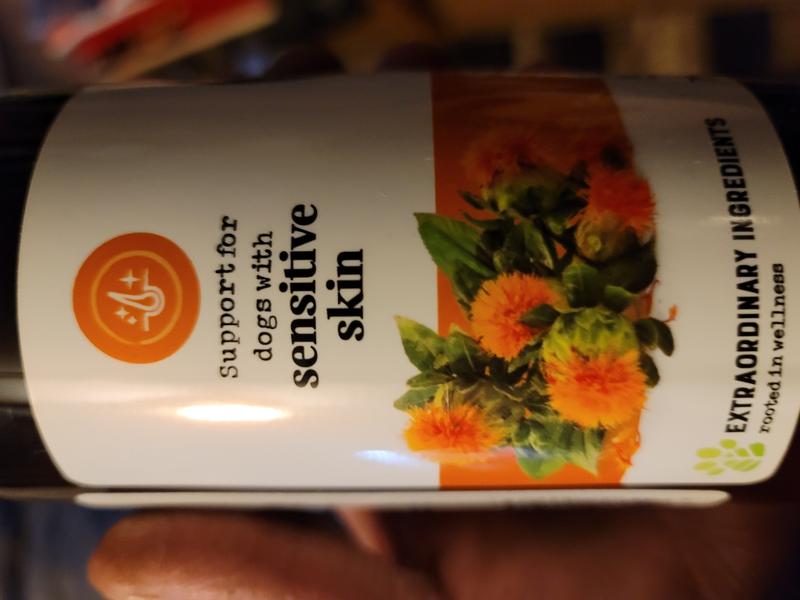 Support for
dogs with
sensitive
skin
EXTRAORDINARY INGREDIENTS
rooted in wellness